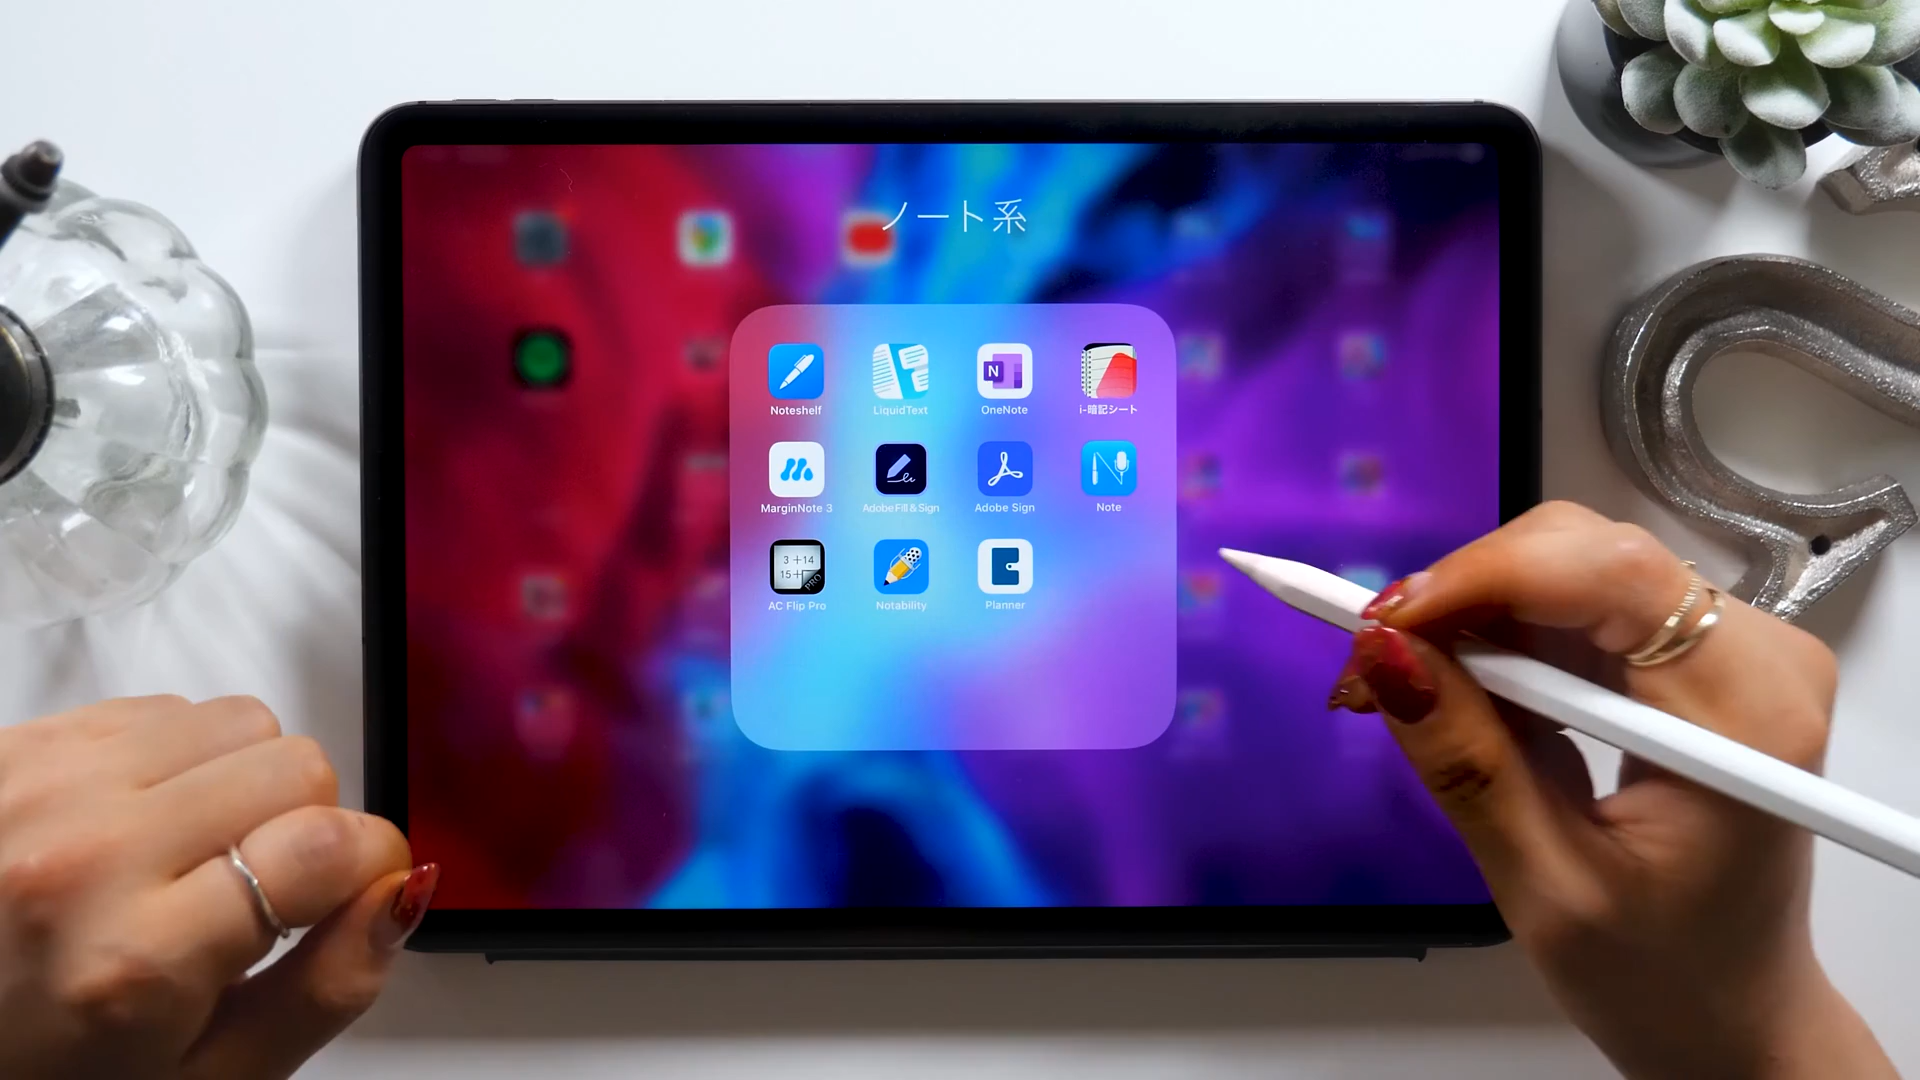 ノート系
Noteshelf
LiquidText
OneNote
i-暗記シート
N
MarginNote 3
Adobe Fill & Sign
Adobe Sign
Note
3+14
15+
PRO
AC Flip Pro
Notability
Planner